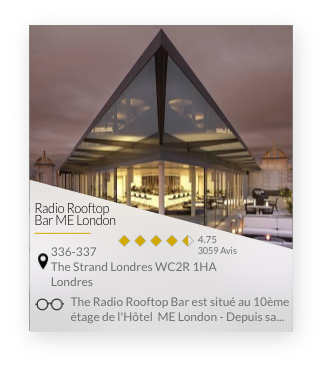 Radio Rooftop
Bar ME London
4.75
3059 Avis
336-337
The Strand Londres WC2R 1HA
Londres
The Radio Rooftop Bar est situé au 10ème
étage de l'Hôtel ME London - Depuis sa...